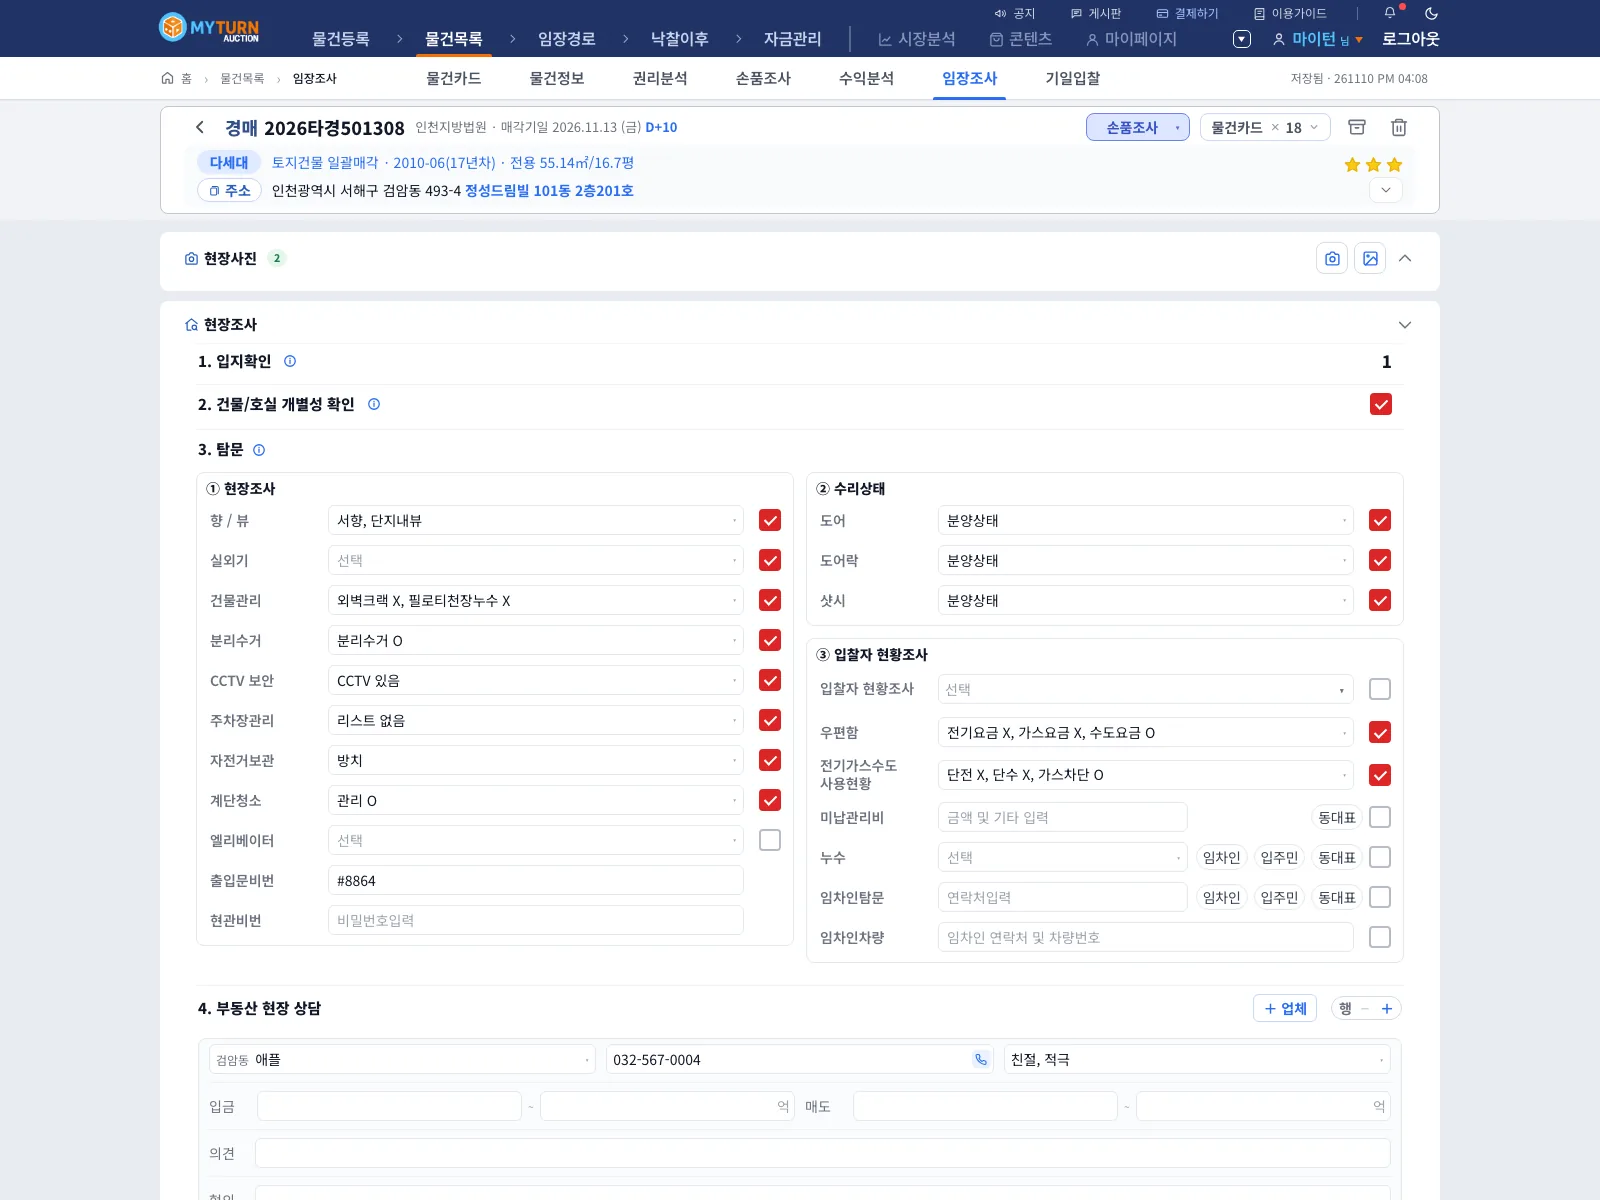 MYTURN AUCTION
공지 게시판 결제하기 이용가이드
물건등록 물건목록 임장경로 낙찰이후 자금관리 시장분석 콘텐츠 마이페이지 마이턴 님 로그아웃
홈 물건목록 임장조사
물건카드 물건정보 권리분석 손품조사 수익분석 임장조사 기일입찰
저장됨 · 261110 PM 04:08
경매 2026타경501308 인천지방법원 · 매각기일 2026.11.13 (금) D+10
손품조사 물건카드 × 18
다세대 토지건물 일괄매각 · 2010-06(17년차) · 전용 55.14㎡/16.7평
주소 인천광역시 서해구 검암동 493-4 정성드림빌 101동 2층201호
현장사진 2
현장조사
1. 입지확인 1
2. 건물/호실 개별성 확인
3. 탐문
① 현장조사
향 / 뷰 서향, 단지내뷰
실외기 선택
건물관리 외벽크랙 X, 필로티천장누수 X
분리수거 분리수거 O
CCTV 보안 CCTV 있음
주차장관리 리스트 없음
자전거보관 방치
계단청소 관리 O
엘리베이터 선택
출입문비번 #8864
현관비번 비밀번호입력
② 수리상태
도어 분양상태
도어락 분양상태
샷시 분양상태
③ 입찰자 현황조사
입찰자 현황조사 선택
우편함 전기요금 X, 가스요금 X, 수도요금 O
전기가스수도
사용현황 단전 X, 단수 X, 가스차단 O
미납관리비 금액 및 기타 입력 동대표
누수 선택 임차인 입주민 동대표
임차인탐문 연락처입력 임차인 입주민 동대표
임차인차량 임차인 연락처 및 차량번호
4. 부동산 현장 상담 + 업체 행 − +
검암동 애플 032-567-0004 친절, 적극
입금 ~ 억 매도 ~ 억
의견